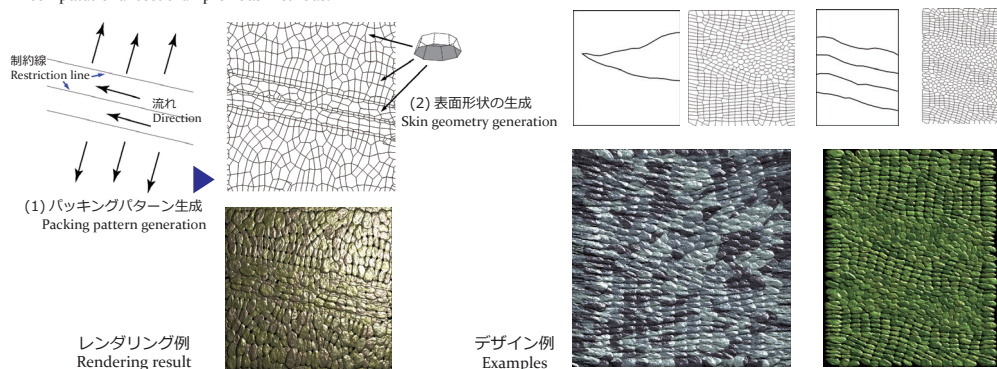 制約線
Restriction line
流れ
Direction
(1) パッキングパターン生成
Packing pattern generation
(2) 表面形状の生成
Skin geometry generation
レンダリング例
Rendering result
デザイン例
Examples